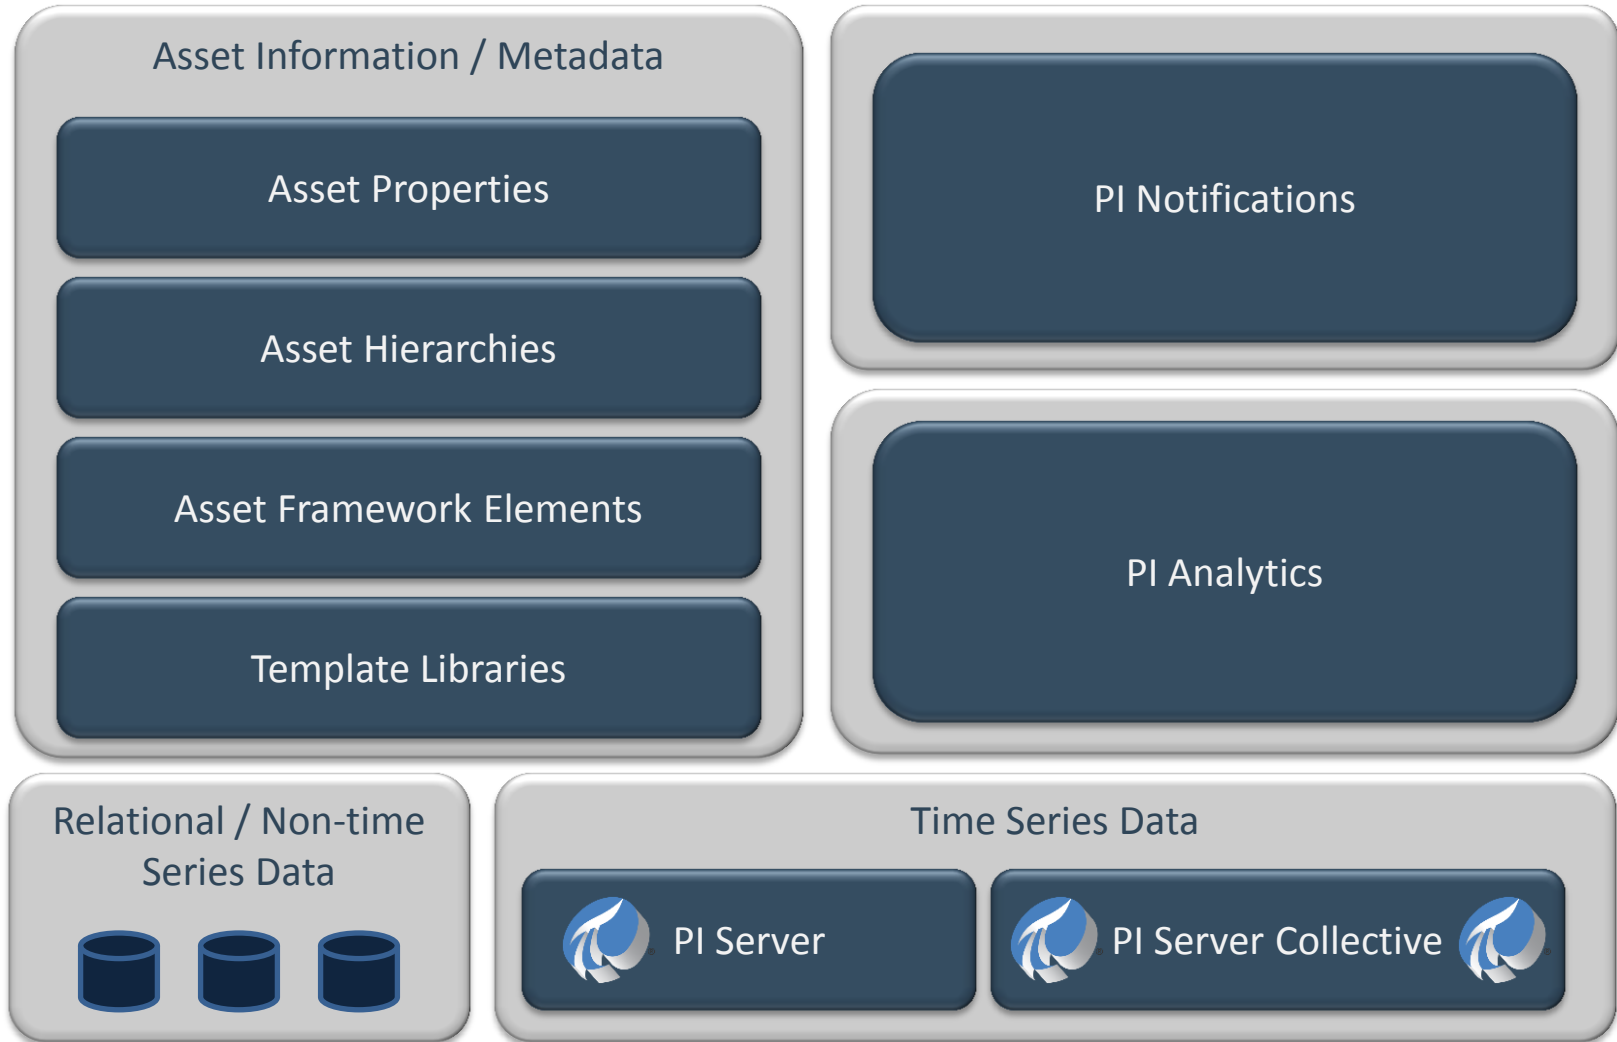 Asset Information / Metadata
Asset Properties
Asset Hierarchies
Asset Framework Elements
Template Libraries
PI Notifications
PI Analytics
Relational / Non-time
Series Data
Time Series Data
PI Server
PI Server Collective